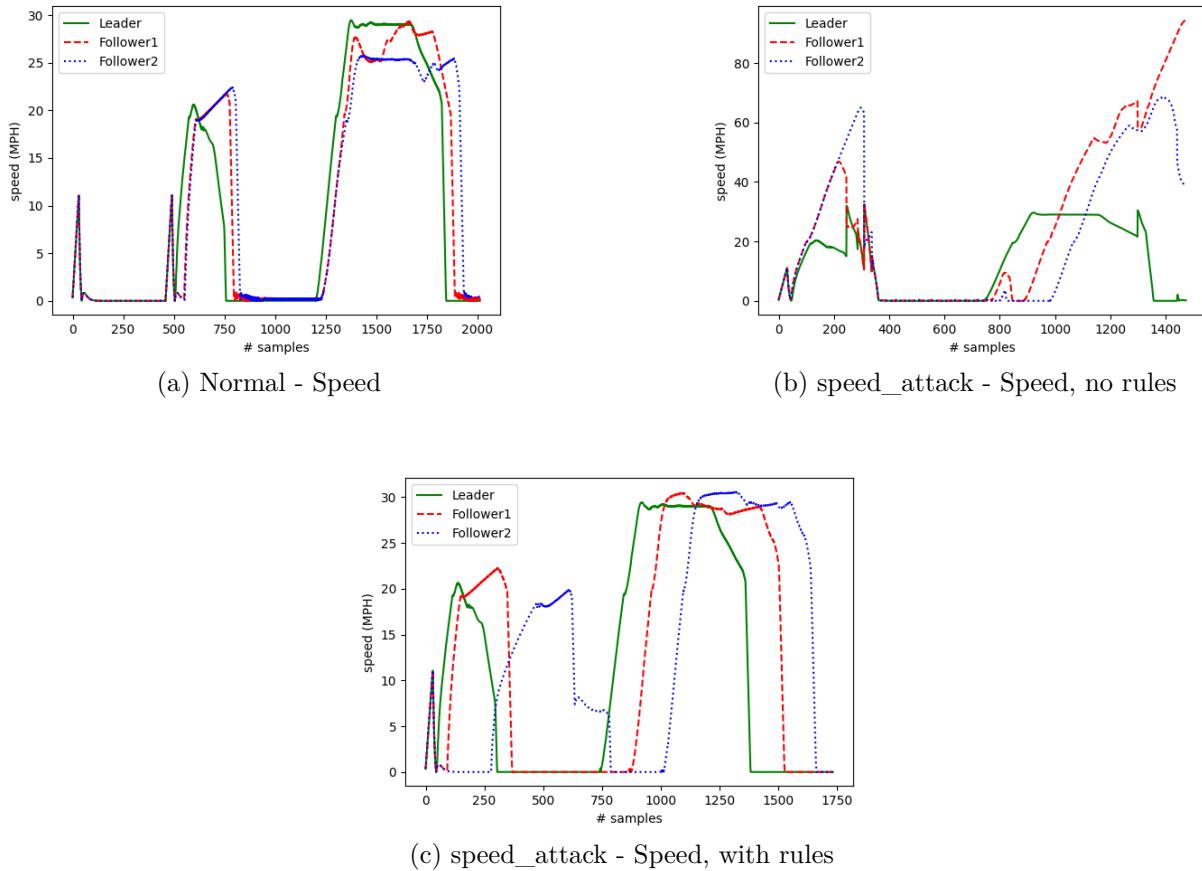 30
25
20
15
10
5
0
speed (MPH)
Leader
Follower1
Follower2
0 250 500 750 1000 1250 1500 1750 2000
# samples
(a) Normal - Speed
80
60
40
20
0
speed (MPH)
Leader
Follower1
Follower2
0 200 400 600 800 1000 1200 1400
# samples
(b) speed_attack - Speed, no rules
30
25
20
15
10
5
0
speed (MPH)
Leader
Follower1
Follower2
0 250 500 750 1000 1250 1500 1750
# samples
(c) speed_attack - Speed, with rules